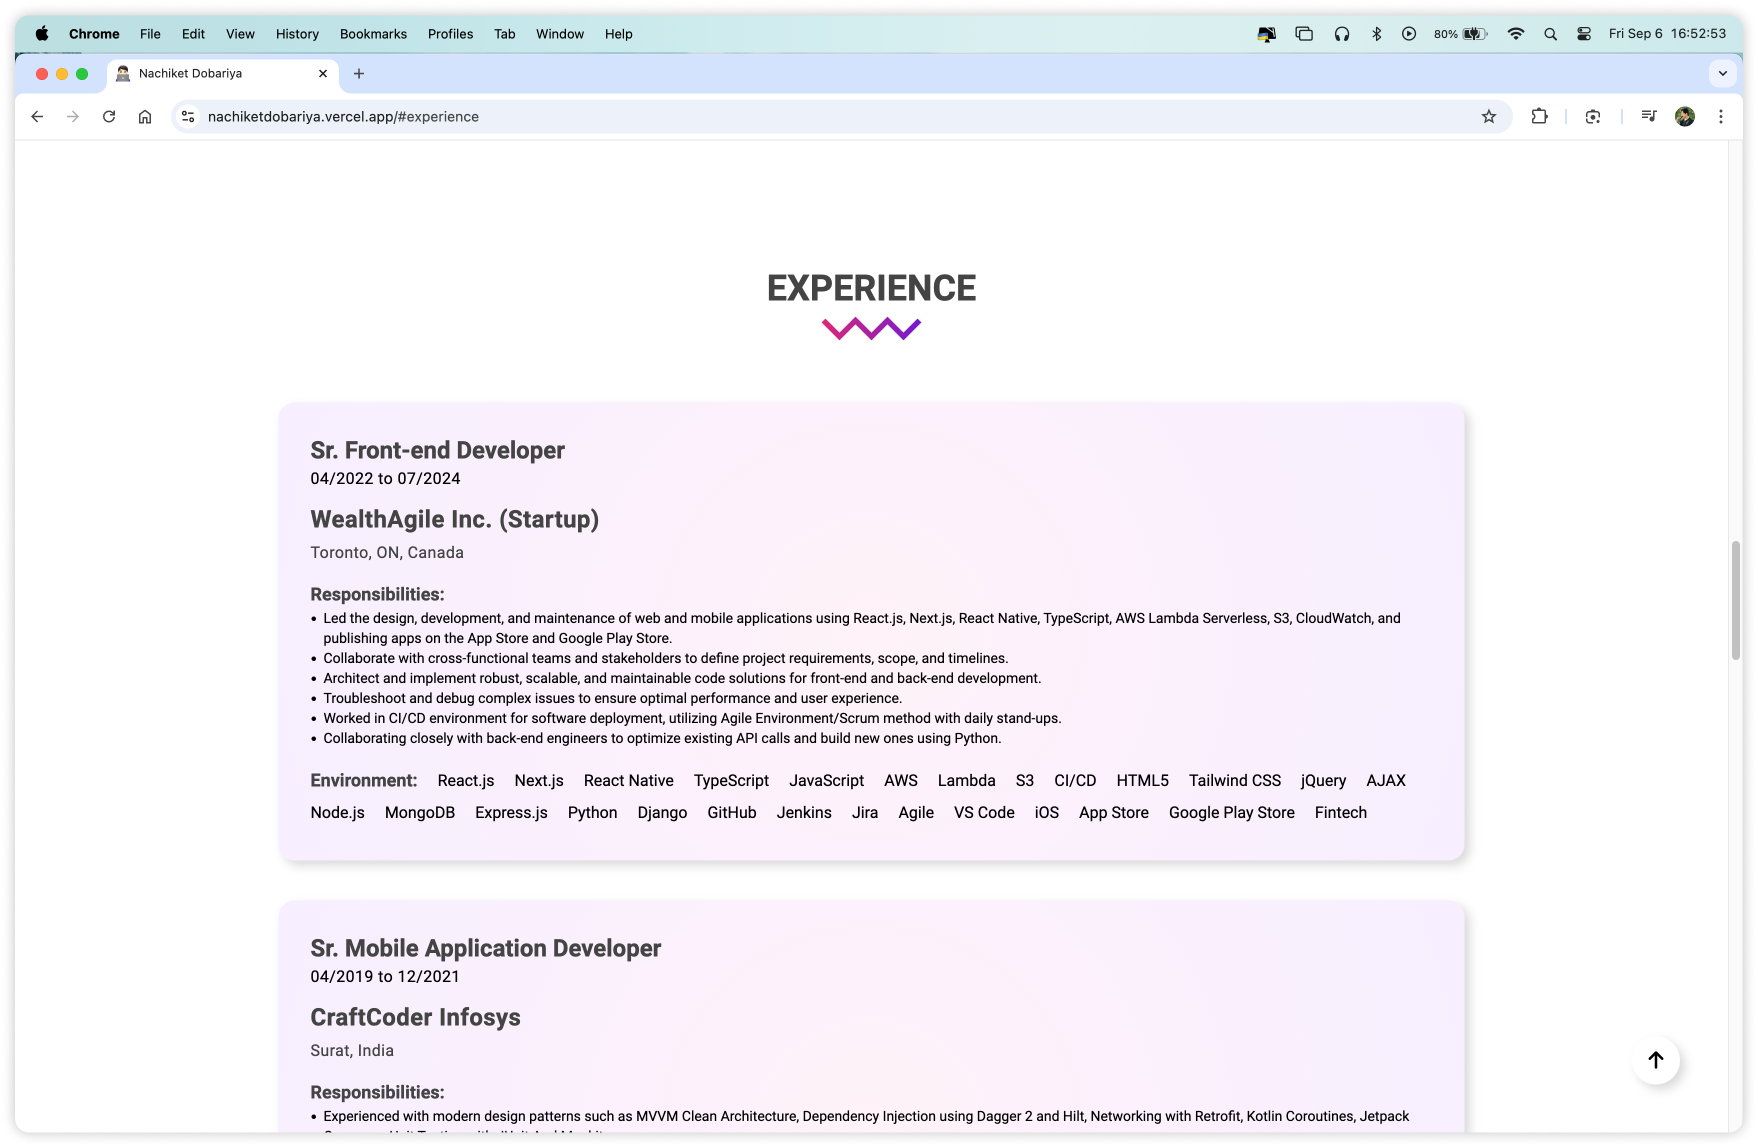 Chrome File Edit View History Bookmarks Profiles Tab Window Help 80% Fri Sep 6 16:52:53
Nachiket Dobariya
nachiketdobariya.vercel.app/#experience
EXPERIENCE
Sr. Front-end Developer
04/2022 to 07/2024
WealthAgile Inc. (Startup)
Toronto, ON, Canada
Responsibilities:
• Led the design, development, and maintenance of web and mobile applications using React.js, Next.js, React Native, TypeScript, AWS Lambda Serverless, S3, CloudWatch, and
publishing apps on the App Store and Google Play Store.
• Collaborate with cross-functional teams and stakeholders to define project requirements, scope, and timelines.
• Architect and implement robust, scalable, and maintainable code solutions for front-end and back-end development.
• Troubleshoot and debug complex issues to ensure optimal performance and user experience.
• Worked in CI/CD environment for software deployment, utilizing Agile Environment/Scrum method with daily stand-ups.
• Collaborating closely with back-end engineers to optimize existing API calls and build new ones using Python.
Environment: React.js Next.js React Native TypeScript JavaScript AWS Lambda S3 CI/CD HTML5 Tailwind CSS jQuery AJAX
Node.js MongoDB Express.js Python Django GitHub Jenkins Jira Agile VS Code iOS App Store Google Play Store Fintech
Sr. Mobile Application Developer
04/2019 to 12/2021
CraftCoder Infosys
Surat, India
Responsibilities:
• Experienced with modern design patterns such as MVVM Clean Architecture, Dependency Injection using Dagger 2 and Hilt, Networking with Retrofit, Kotlin Coroutines, Jetpack